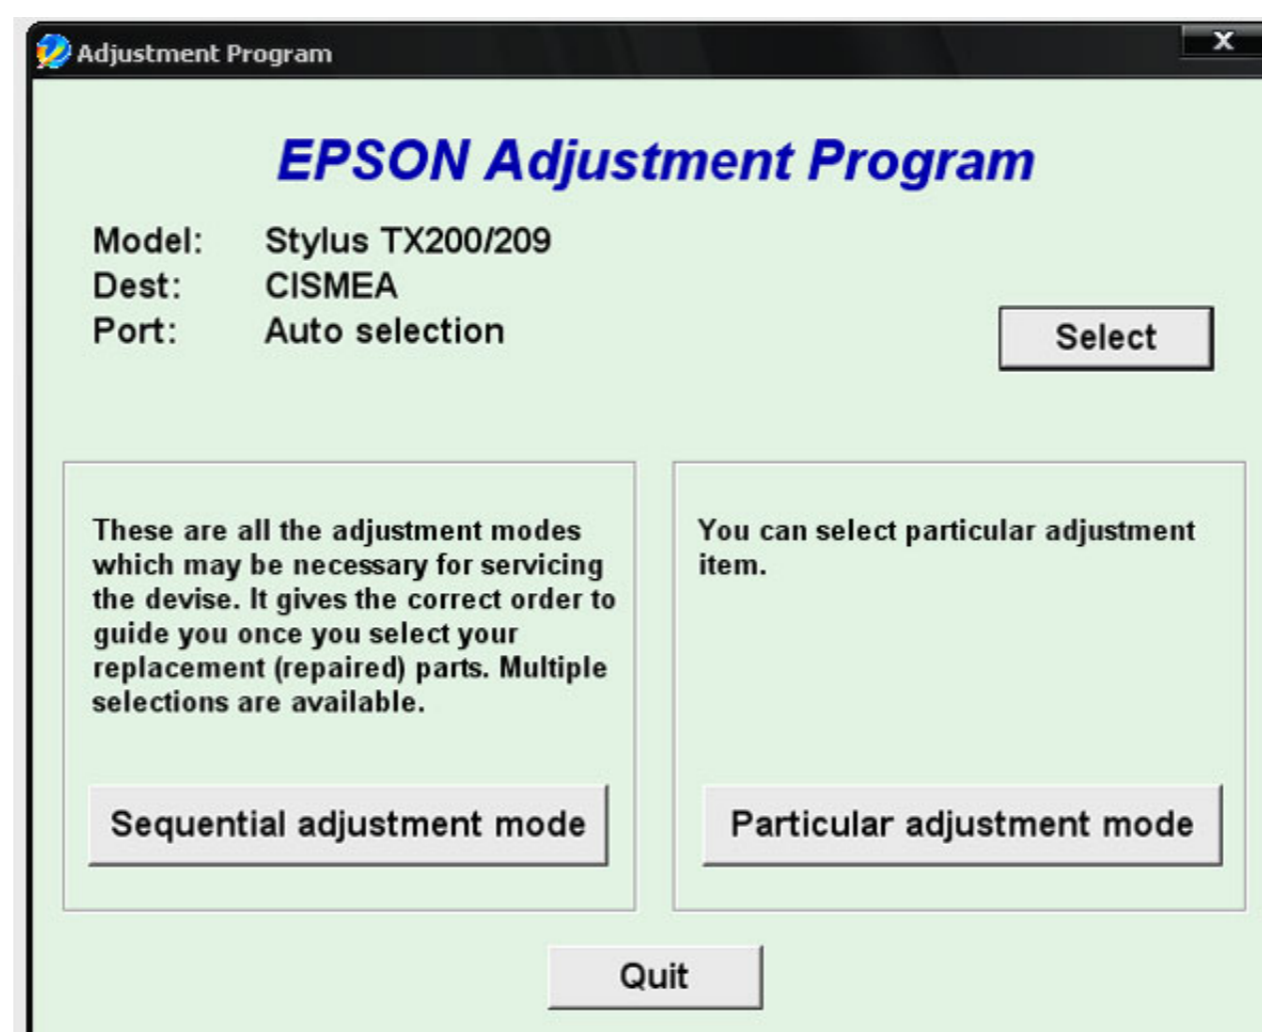 Adjustment Program
X
EPSON Adjustment Program
Model: Stylus TX200/209
Dest: CISMEA
Port: Auto selection
Select
These are all the adjustment modes
which may be necessary for servicing
the devise. It gives the correct order to
guide you once you select your
replacement (repaired) parts. Multiple
selections are available.
Sequential adjustment mode
You can select particular adjustment
item.
Particular adjustment mode
Quit